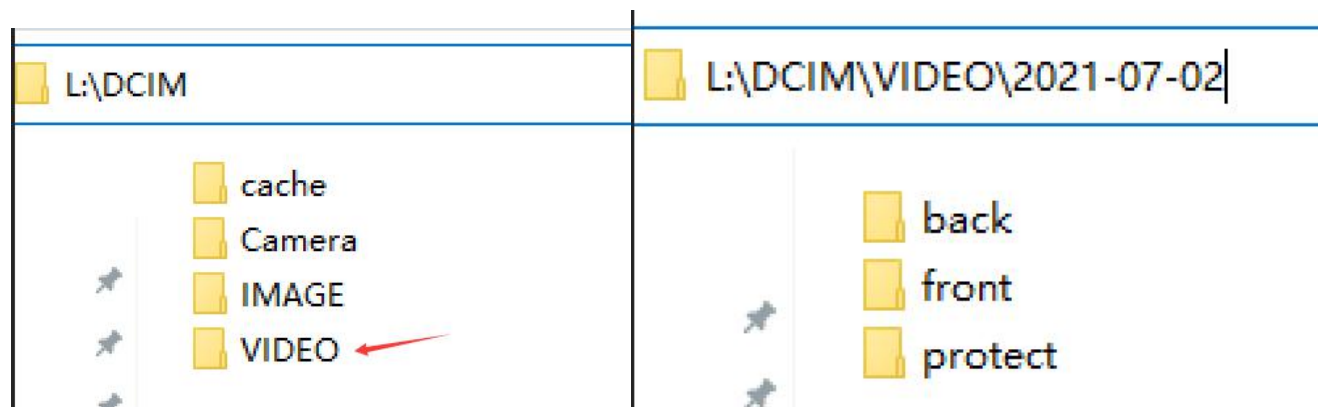 L:\DCIM
cache
Camera
IMAGE
VIDEO
L:\DCIM\VIDEO\2021-07-02
back
front
protect